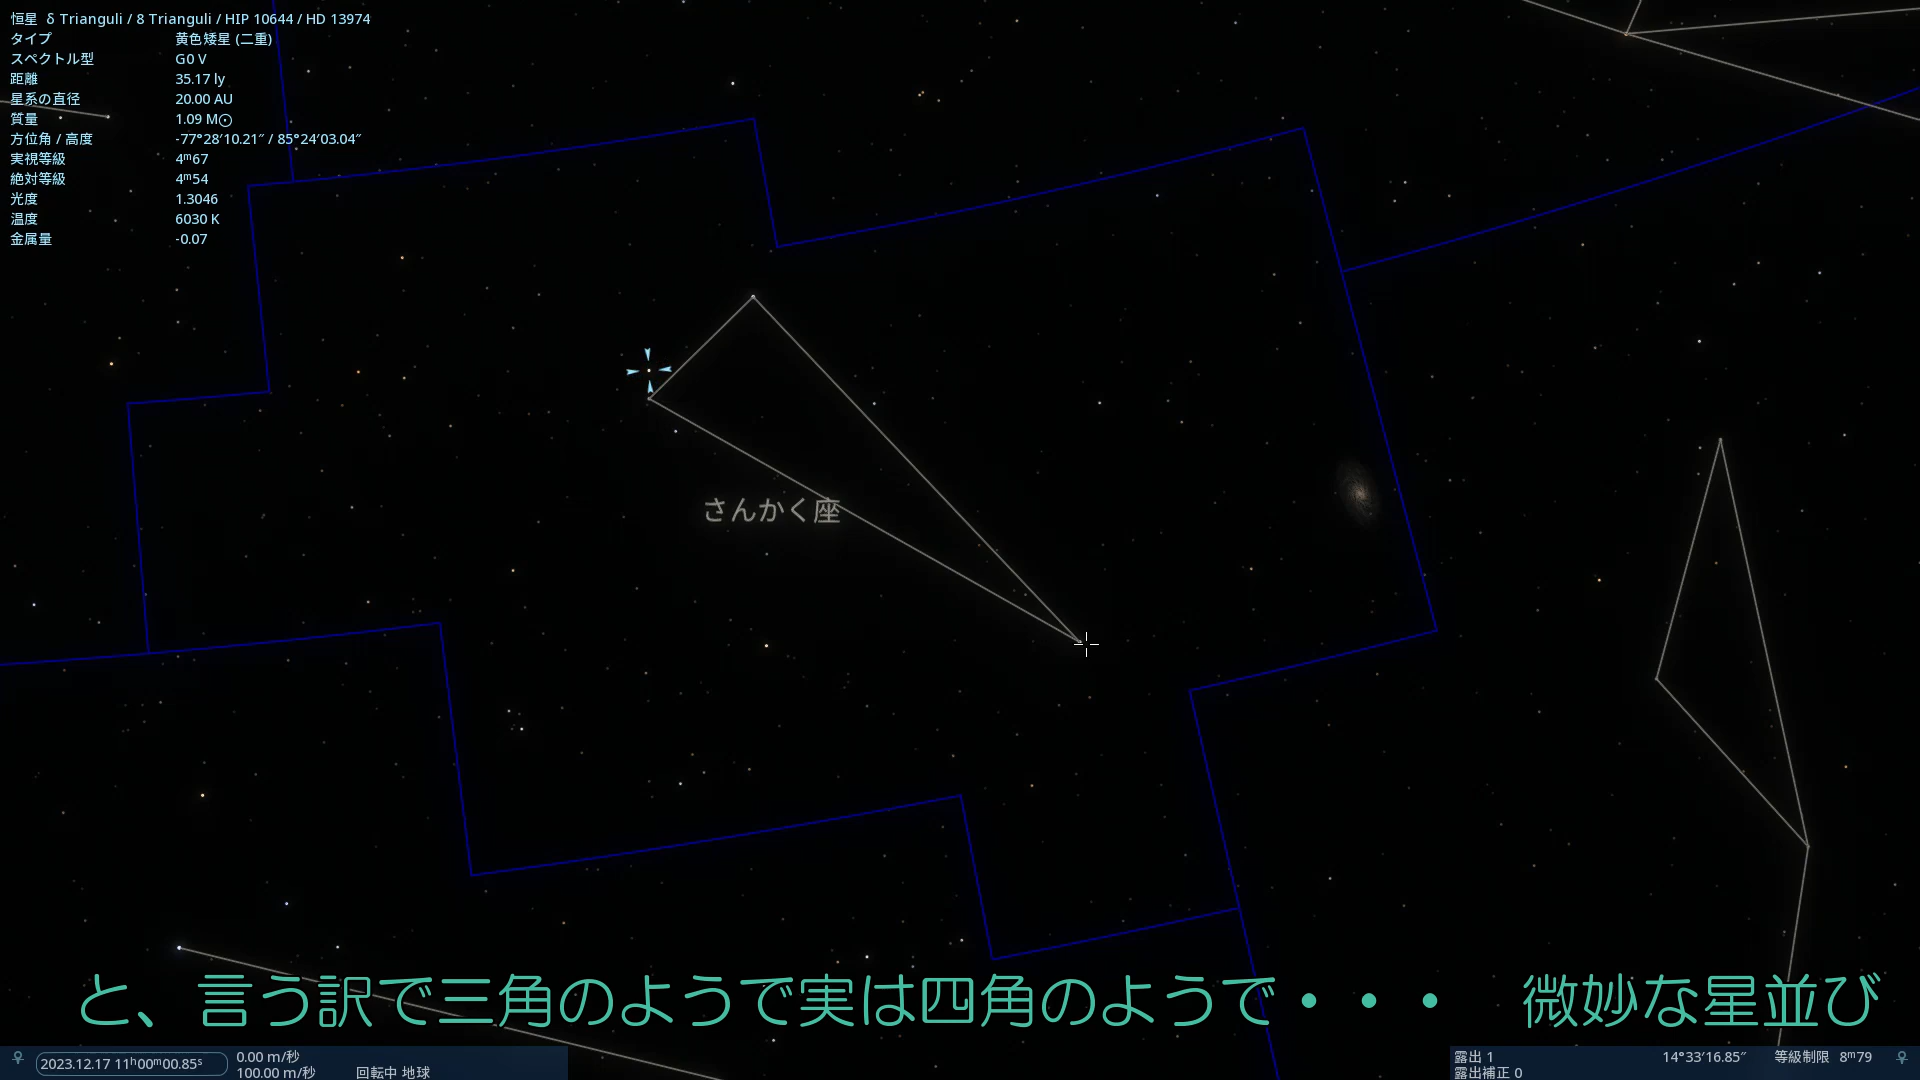 恒星 δ Trianguli / 8 Trianguli / HIP 10644 / HD 13974
タイプ 黄色矮星 (二重)
スペクトル型 G0 V
距離 35.17 ly
星系の直径 20.00 AU
質量 1.09 M☉
方位角 / 高度 -77°28′10.21″ / 85°24′03.04″
実視等級 4ᵐ67
絶対等級 4ᵐ54
光度 1.3046
温度 6030 K
金属量 -0.07
さんかく座
と、言う訳で三角のようで実は四角のようで・・・ 微妙な星並び
2023.12.17 11ʰ00ᵐ00.85ˢ
0.00 m/秒
100.00 m/秒 回転中 地球
露出 1 14°33′16.85″ 等級制限 8ᵐ79
露出補正 0